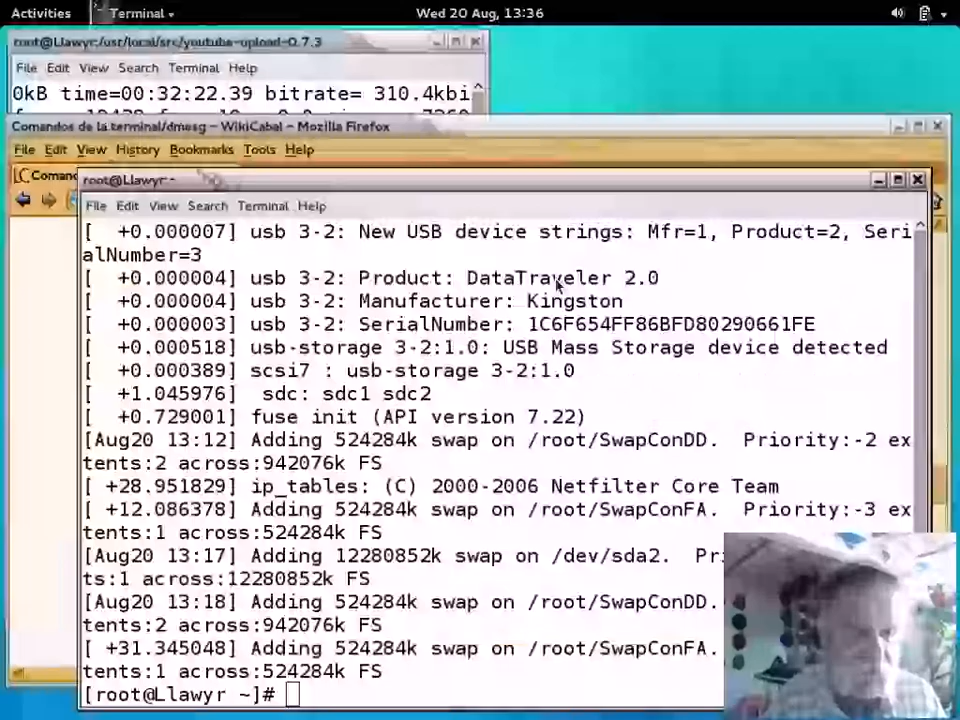 Activities Terminal Wed 20 Aug, 13:36
root@Llawyr:/usr/local/src/youtube-upload-0.7.3
File Edit View Search Terminal Help
0kB time=00:32:22.39 bitrate= 310.4kbi
Comandos de la terminal/dmesg - WikiCabal - Mozilla Firefox
File Edit View History Bookmarks Tools Help
Coman
root@Llawyr:~
File Edit View Search Terminal Help
[ +0.000007] usb 3-2: New USB device strings: Mfr=1, Product=2, Seri
alNumber=3
[ +0.000004] usb 3-2: Product: DataTraveler 2.0
[ +0.000004] usb 3-2: Manufacturer: Kingston
[ +0.000003] usb 3-2: SerialNumber: 1C6F654FF86BFD80290661FE
[ +0.000518] usb-storage 3-2:1.0: USB Mass Storage device detected
[ +0.000389] scsi7 : usb-storage 3-2:1.0
[ +1.045976]  sdc: sdc1 sdc2
[ +0.729001] fuse init (API version 7.22)
[Aug20 13:12] Adding 524284k swap on /root/SwapConDD.  Priority:-2 ex
tents:2 across:942076k FS
[ +28.951829] ip_tables: (C) 2000-2006 Netfilter Core Team
[ +12.086378] Adding 524284k swap on /root/SwapConFA.  Priority:-3 ex
tents:1 across:524284k FS
[Aug20 13:17] Adding 12280852k swap on /dev/sda2.  Pri
ts:1 across:12280852k FS
[Aug20 13:18] Adding 524284k swap on /root/SwapConDD.
tents:2 across:942076k FS
[ +31.345048] Adding 524284k swap on /root/SwapConFA.
tents:1 across:524284k FS
[root@Llawyr ~]#